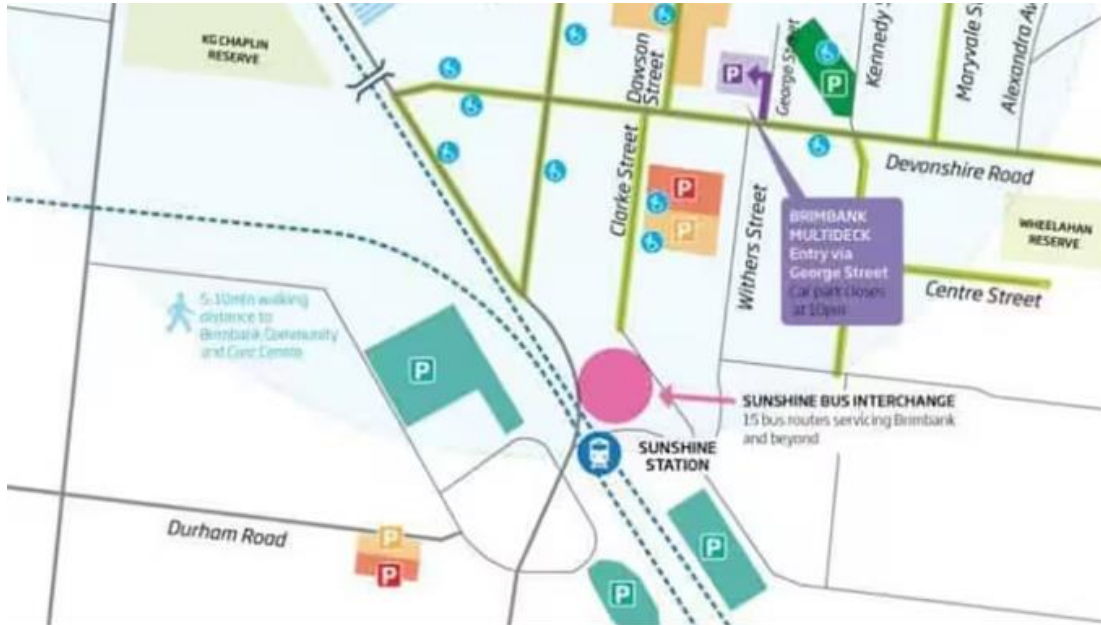 KG CHAPLIN
RESERVE
Dawson
Street
P
George Street
P
Kennedy S
Maryvale S
Alexandra Av
Devonshire Road
Clarke Street
P
P
Withers Street
BRIMBANK
MULTIDECK
Entry via
George Street
Car park closes
at 10pm
WHEELAHAN
RESERVE
Centre Street
5-10min walking
distance to
Brimbank Community
and Civic Centre
P
SUNSHINE BUS INTERCHANGE
15 bus routes servicing Brimbank
and beyond
SUNSHINE
STATION
Durham Road
P
P
P
P